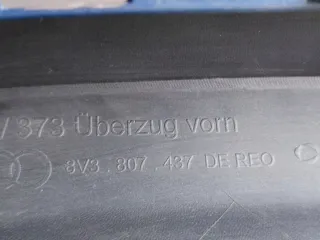 / 373 Überzug vorn
8V3 . 807 . 437 DE REO